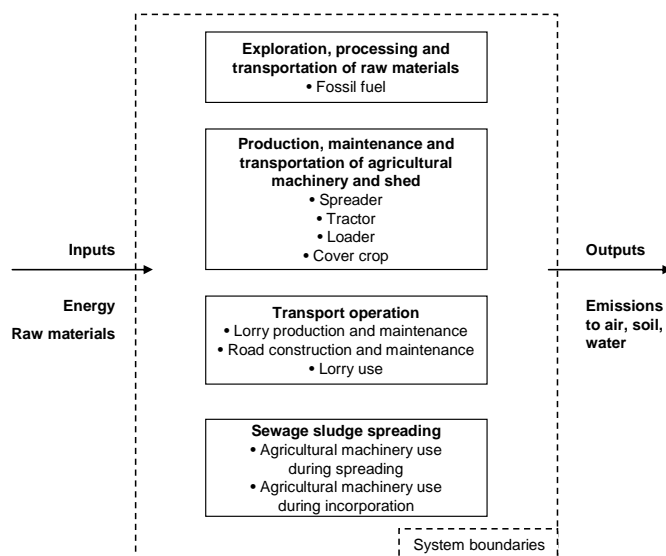 Exploration, processing and
transportation of raw materials
• Fossil fuel
Production, maintenance and
transportation of agricultural
machinery and shed
• Spreader
• Tractor
• Loader
• Cover crop
Inputs
Energy
Raw materials
Outputs
Emissions
to air, soil,
water
Transport operation
• Lorry production and maintenance
• Road construction and maintenance
• Lorry use
Sewage sludge spreading
• Agricultural machinery use
during spreading
• Agricultural machinery use
during incorporation
System boundaries